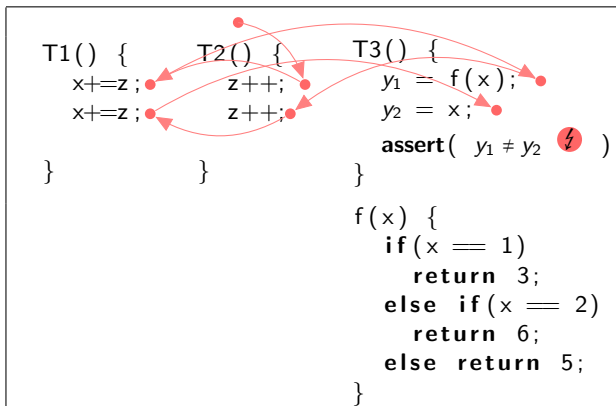 T1() { T2() { T3() {
x+=z; z++; y₁ = f(x);
x+=z; z++; y₂ = x;
assert( y₁ ≠ y₂ )
} } }
f(x) {
if(x == 1)
return 3;
else if(x == 2)
return 6;
else return 5;
}